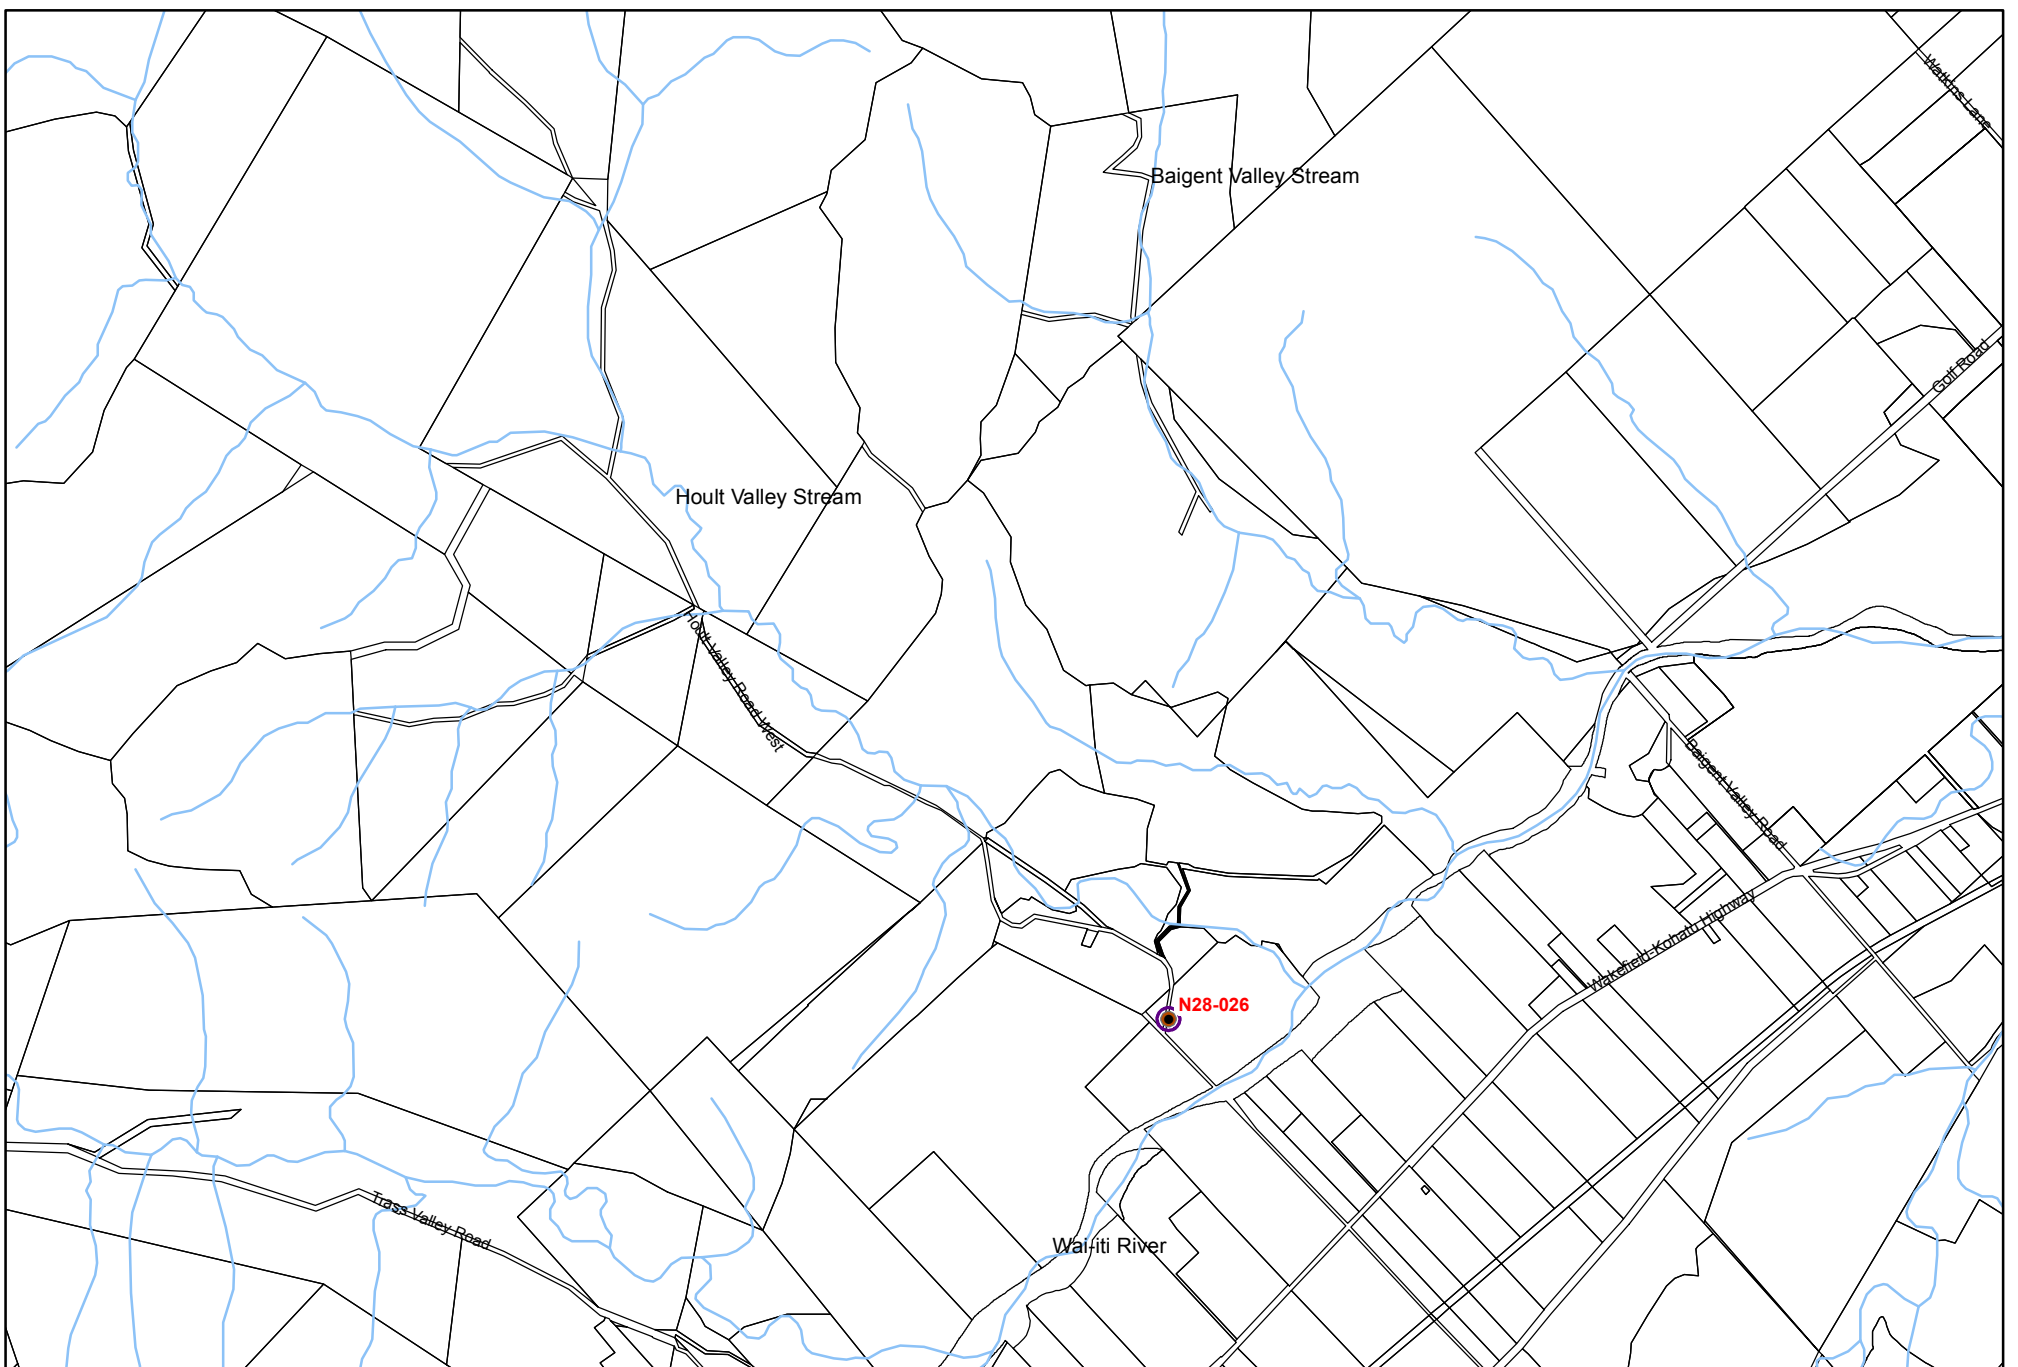 Watkins Lane
Baigent Valley Stream
Golf Road
Hoult Valley Stream
Hoult Valley Road West
Baigent Valley Road
Wakefield-Kohatu Highway
N28-026
Trass Valley Road
Wai-iti River